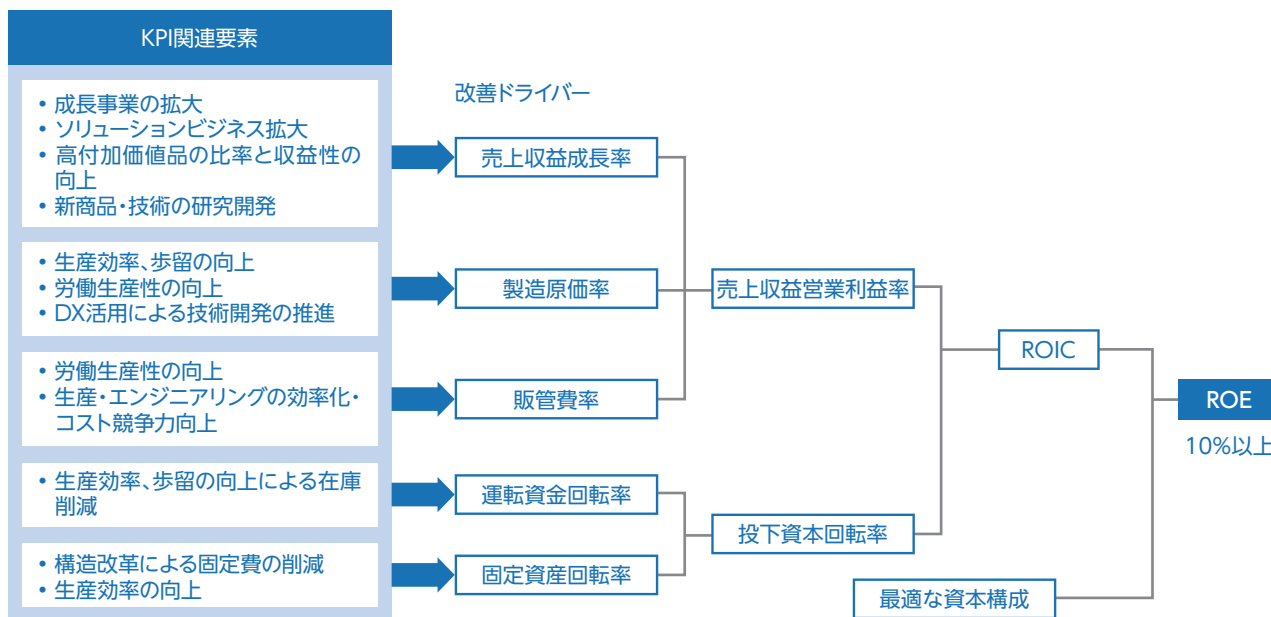 KPI関連要素
• 成長事業の拡大
• ソリューションビジネス拡大
• 高付加価値品の比率と収益性の
向上
• 新商品・技術の研究開発
• 生産効率、歩留の向上
• 労働生産性の向上
• DX活用による技術開発の推進
• 労働生産性の向上
• 生産・エンジニアリングの効率化・
コスト競争力向上
• 生産効率、歩留の向上による在庫
削減
• 構造改革による固定費の削減
• 生産効率の向上
改善ドライバー
売上収益成長率
製造原価率
販管費率
運転資金回転率
固定資産回転率
売上収益営業利益率
投下資本回転率
ROIC
最適な資本構成
ROE
10%以上